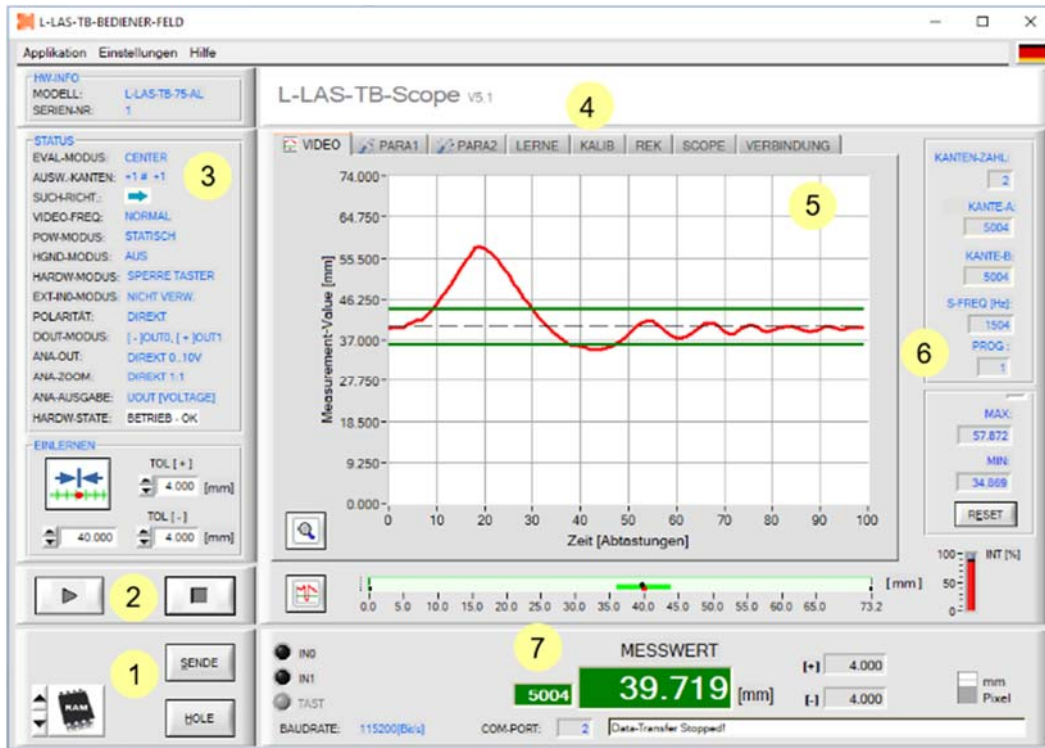 L-LAS-TB-BEDIENER-FELD
Applikation Einstellungen Hilfe
HW-INFO
MODELL: L-LAS-TB-75-AL
SERIEN-NR: 1
STATUS
EVAL-MODUS: CENTER
AUSW.-KANTEN: +1 # +1
SUCH-RICHT.:
VIDEO-FREQ: NORMAL
POW-MODUS: STATISCH
HGND-MODUS: AUS
HARDW-MODUS: SPERRE TASTER
EXT-IN0-MODUS: NICHT VERW.
POLARITÄT: DIREKT
DOUT-MODUS: [ - ]OUT0, [ + ]OUT1
ANA-OUT: DIREKT 0..10V
ANA-ZOOM: DIREKT 1:1
ANA-AUSGABE: UOUT [VOLTAGE]
HARDW-STATE: BETRIEB - OK
3
EINLERNEN
TOL [ + ]
4.000 [mm]
TOL [ - ]
40.000 4.000 [mm]
2
1
SENDE
RAM
HOLE
L-LAS-TB-Scope V5.1
4
VIDEO PARA1 PARA2 LERNE KALIB REK SCOPE VERBINDUNG
5
Measurement-Value [mm]
74.000
64.750
55.500
46.250
37.000
27.750
18.500
9.250
0.000
0 10 20 30 40 50 60 70 80 90 100
Zeit [Abtastungen]
0.0 5.0 10.0 15.0 20.0 25.0 30.0 35.0 40.0 45.0 50.0 55.0 60.0 65.0 73.2
[mm]
KANTEN-ZAHL:
2
KANTE-A:
5004
KANTE-B:
5004
S-FREQ [Hz]:
1504
PROG :
1
6
MAX:
57.872
MIN:
34.869
RESET
100 INT [%]
50
0
IN0
IN1
TAST
7
MESSWERT
5004 39.719 [mm]
[+] 4.000
[-] 4.000
mm
Pixel
BAUDRATE: 115200[Bit/s] COM-PORT: 2 Data-Transfer Stopped!